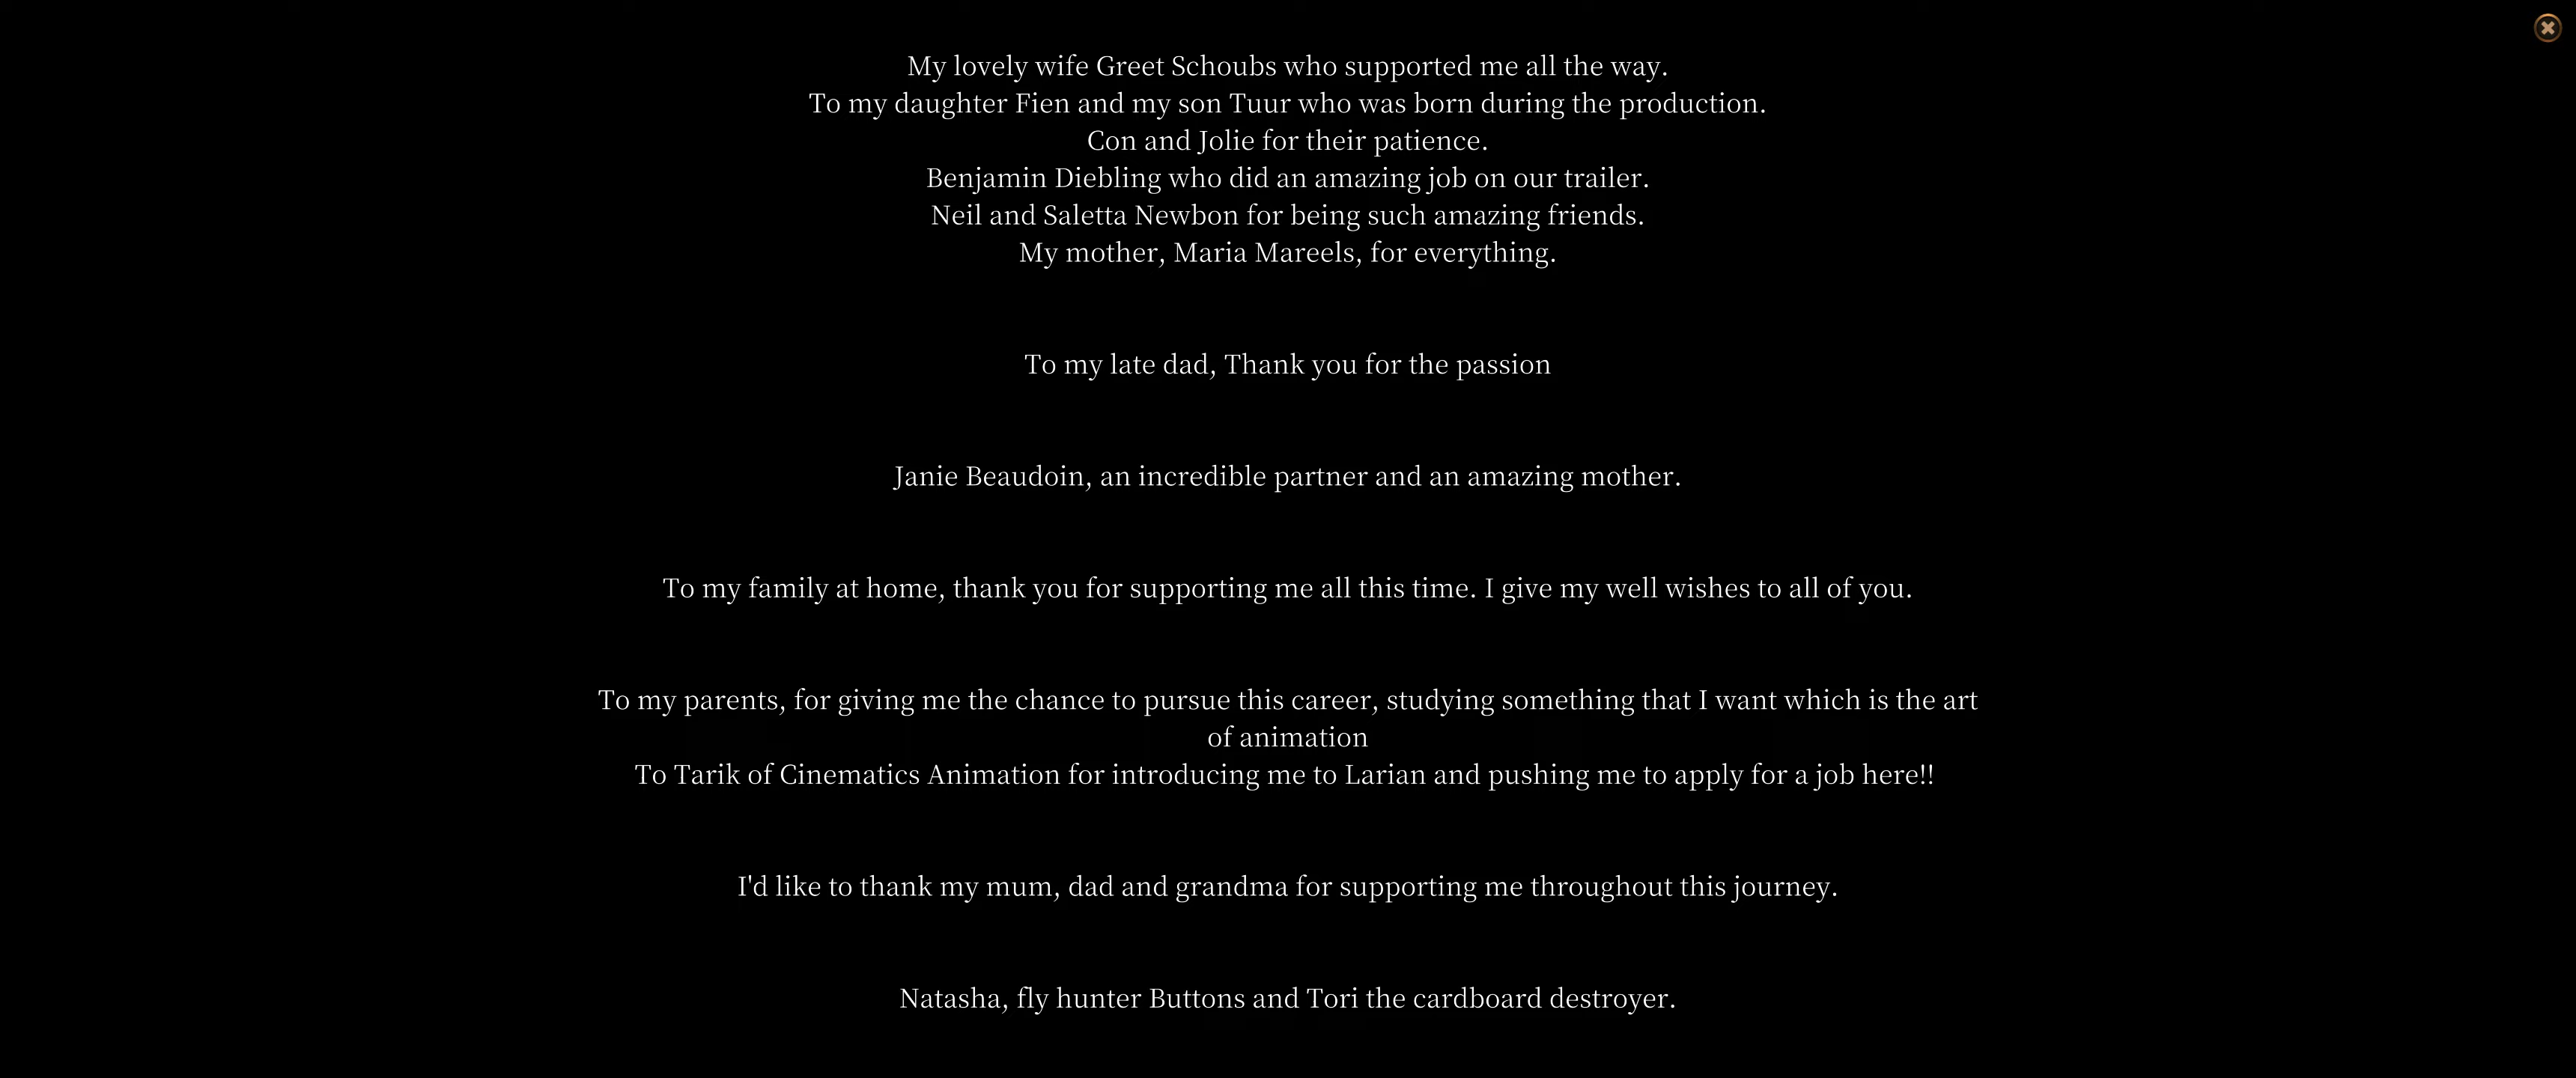 My lovely wife Greet Schoubs who supported me all the way.
To my daughter Fien and my son Tuur who was born during the production.
Con and Jolie for their patience.
Benjamin Diebling who did an amazing job on our trailer.
Neil and Saletta Newbon for being such amazing friends.
My mother, Maria Mareels, for everything.
To my late dad, Thank you for the passion
Janie Beaudoin, an incredible partner and an amazing mother.
To my family at home, thank you for supporting me all this time. I give my well wishes to all of you.
To my parents, for giving me the chance to pursue this career, studying something that I want which is the art
of animation
To Tarik of Cinematics Animation for introducing me to Larian and pushing me to apply for a job here!!
I'd like to thank my mum, dad and grandma for supporting me throughout this journey.
Natasha, fly hunter Buttons and Tori the cardboard destroyer.